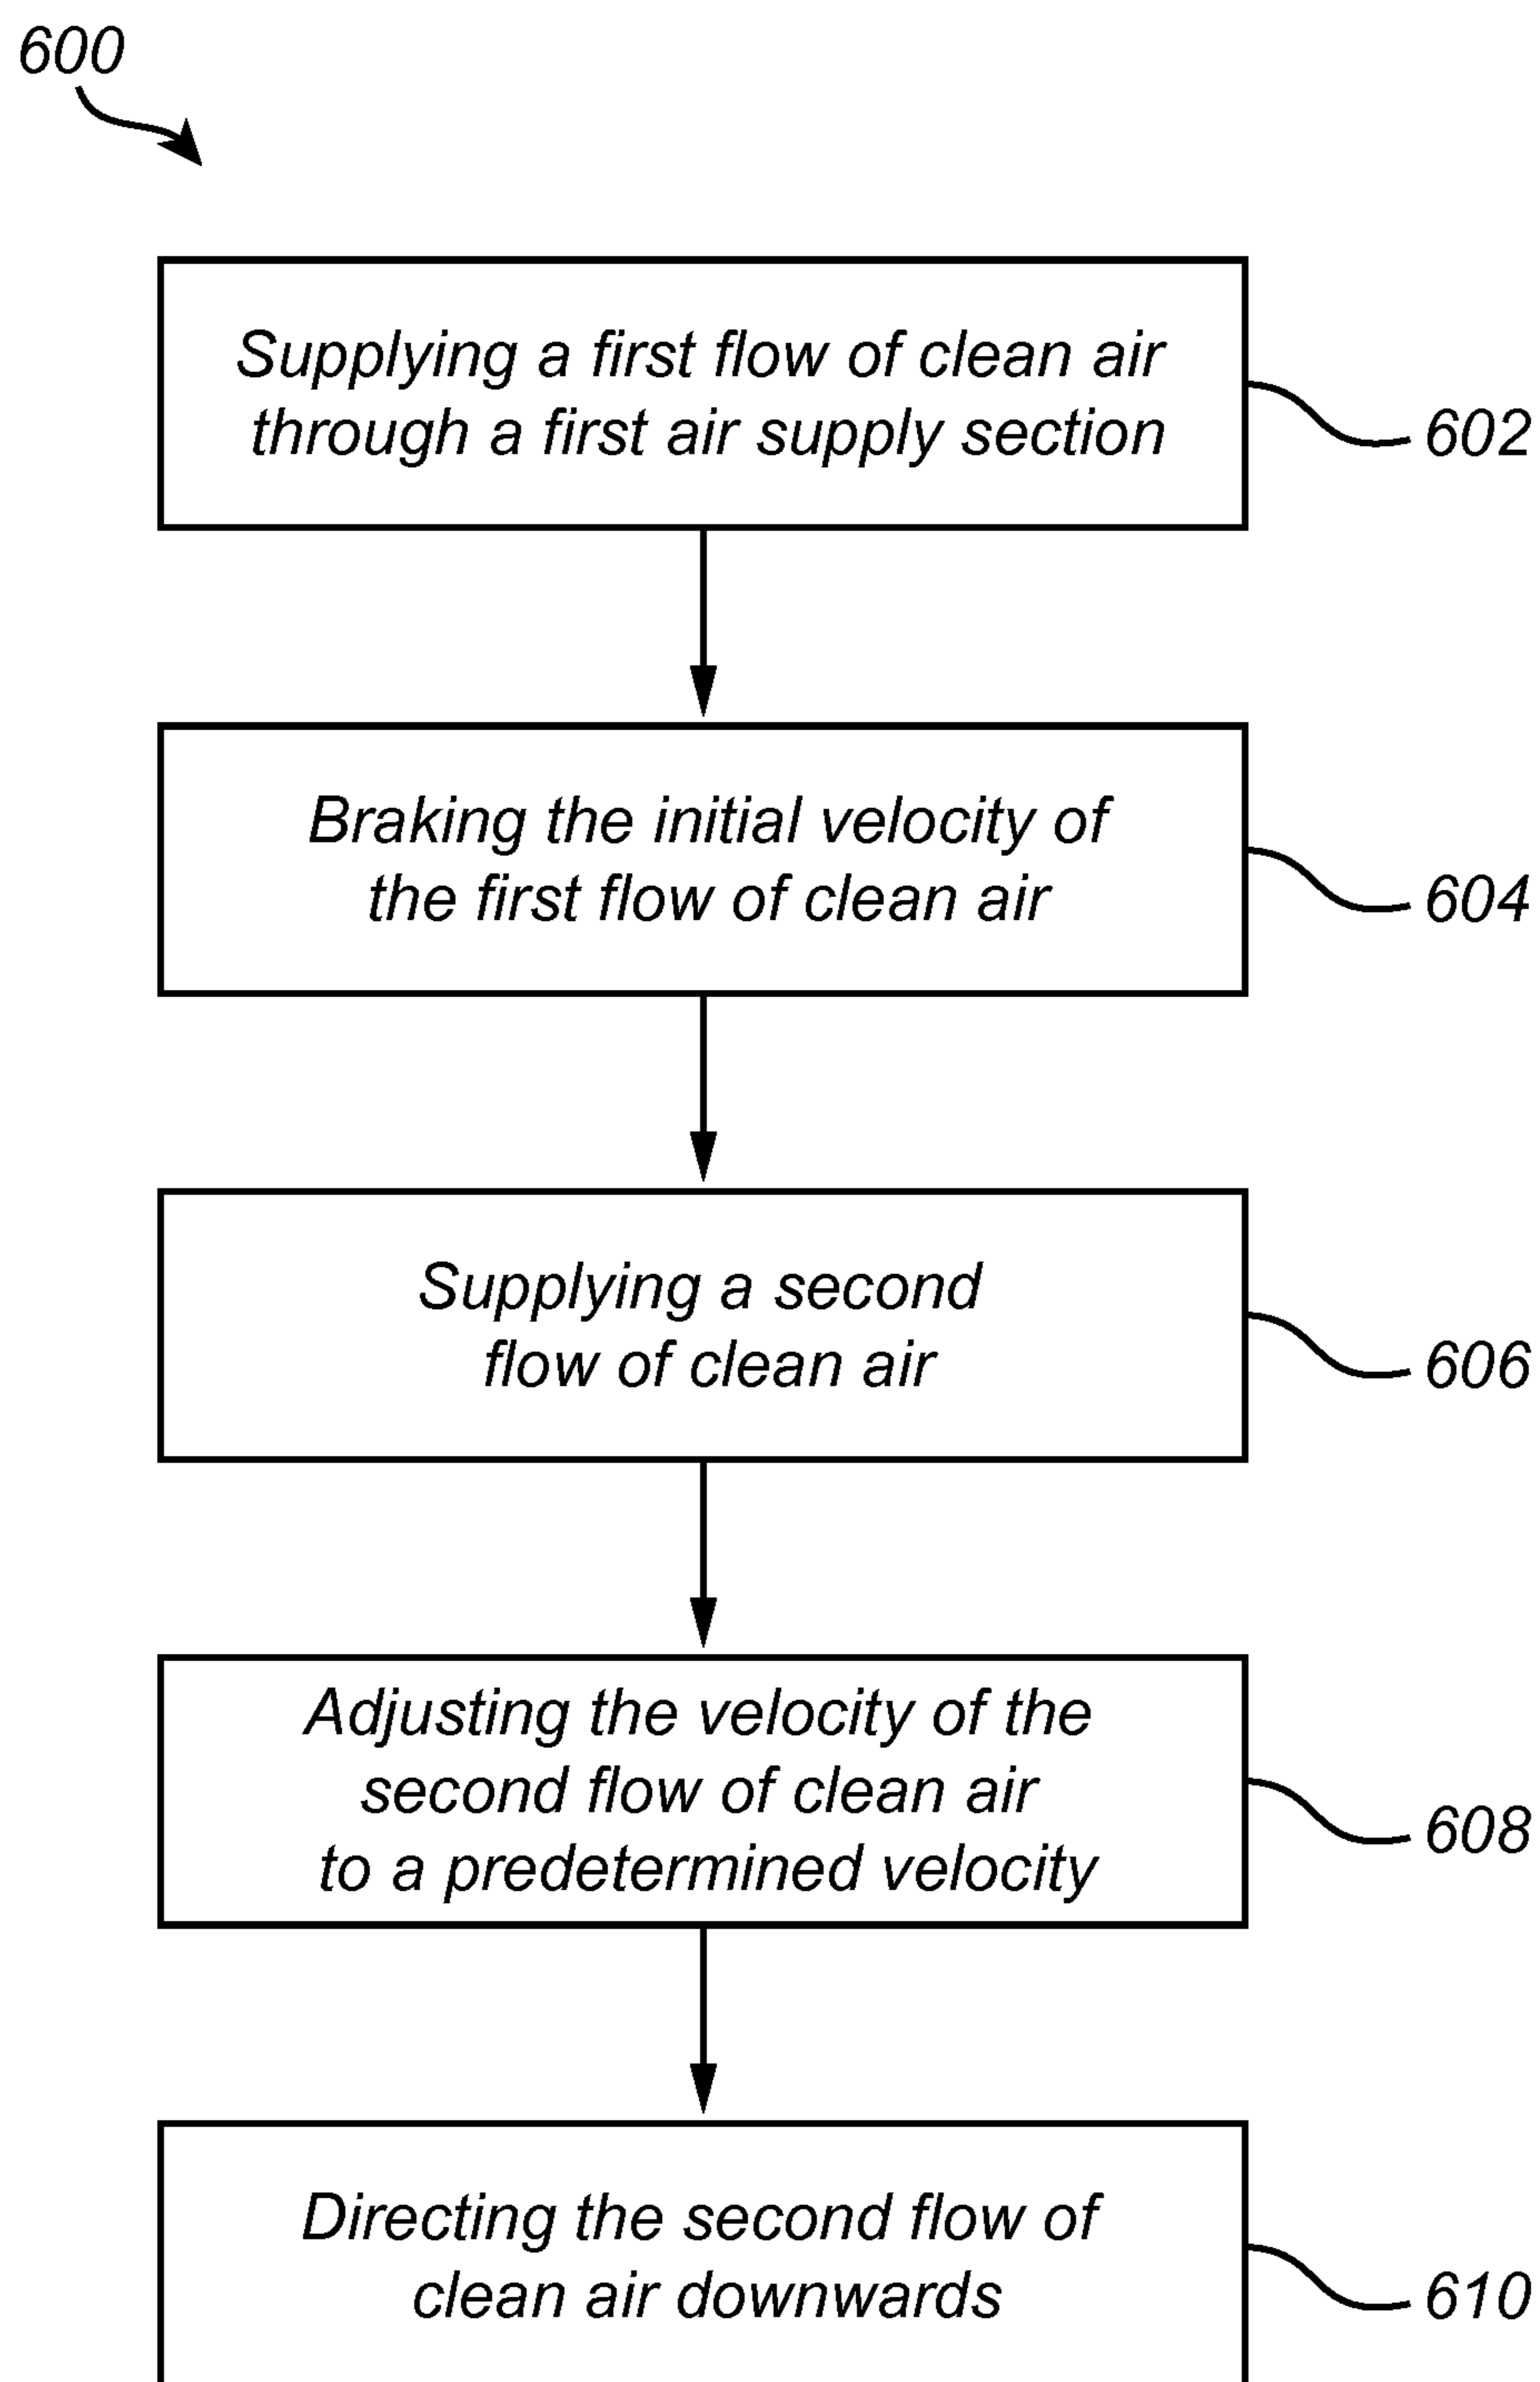 600
Supplying a first flow of clean air
through a first air supply section
602
Braking the initial velocity of
the first flow of clean air
604
Supplying a second
flow of clean air
606
Adjusting the velocity of the
second flow of clean air
to a predetermined velocity
608
Directing the second flow of
clean air downwards
610